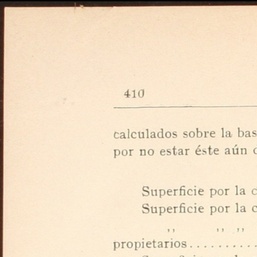 410
calculados sobre la bas
por no estar éste aún
Superficie por la
Superficie por la
,, ,, ,,
propietarios..........